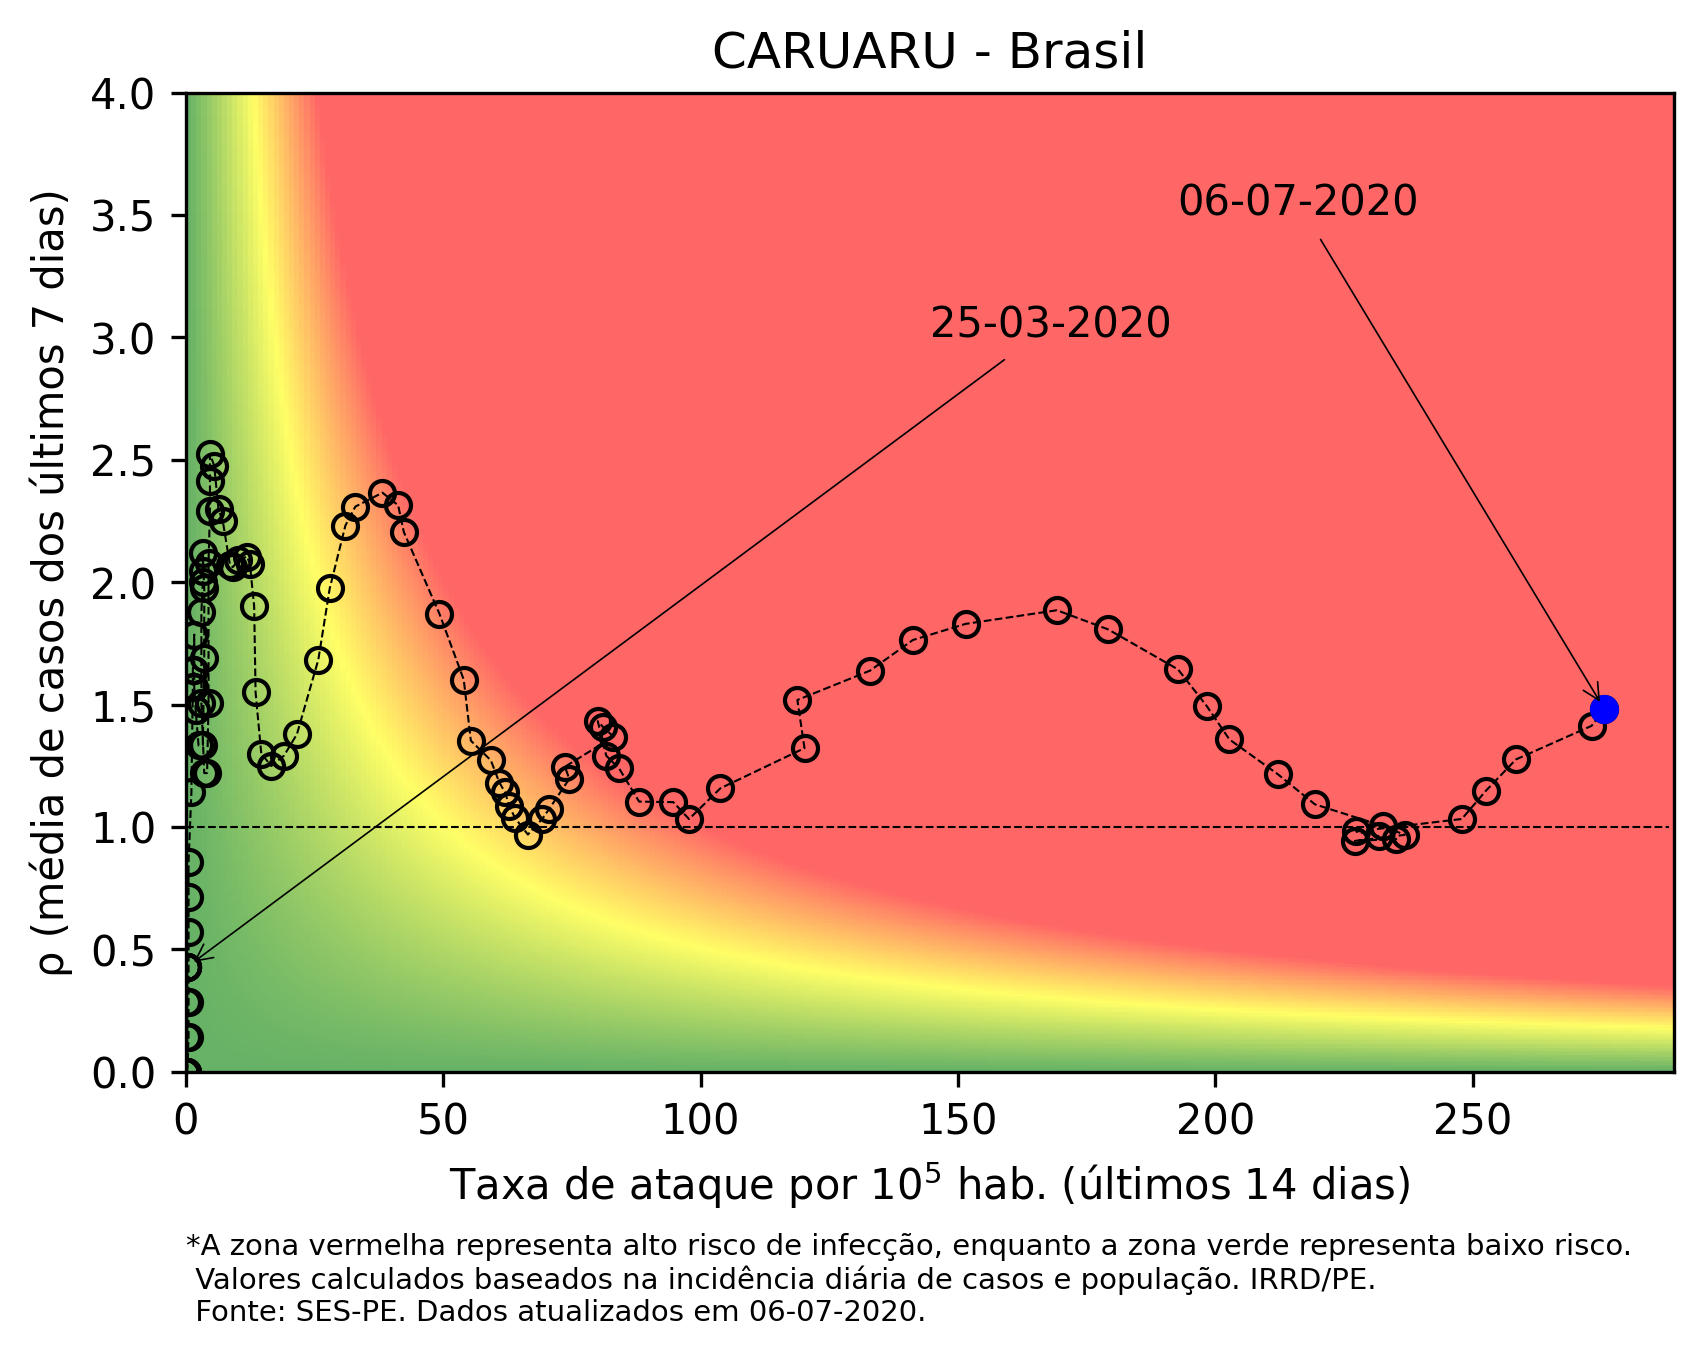 CARUARU - Brasil
4.0
3.5
3.0
2.5
2.0
1.5
1.0
0.5
0.0
ρ (média de casos dos últimos 7 dias)
06-07-2020
25-03-2020
0 50 100 150 200 250
Taxa de ataque por 10⁵ hab. (últimos 14 dias)
*A zona vermelha representa alto risco de infecção, enquanto a zona verde representa baixo risco.
Valores calculados baseados na incidência diária de casos e população. IRRD/PE.
Fonte: SES-PE. Dados atualizados em 06-07-2020.